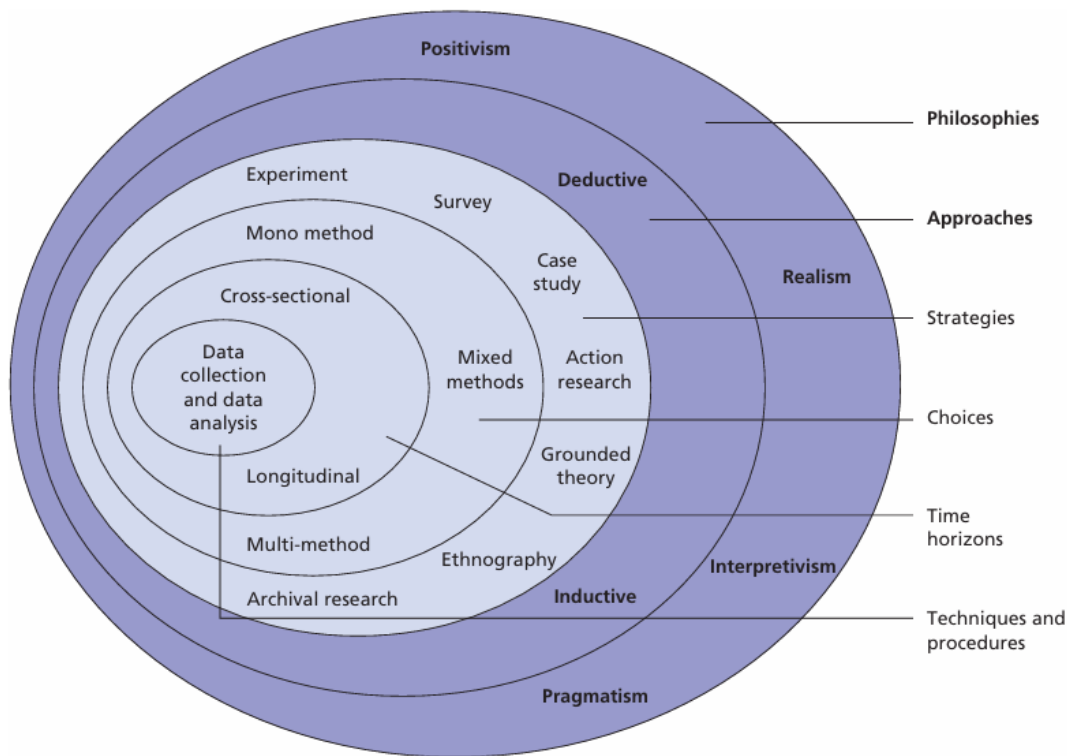 Positivism
Philosophies
Experiment
Deductive
Survey
Approaches
Mono method
Case
study
Realism
Cross-sectional
Strategies
Data
collection
and data
analysis
Mixed
methods
Action
research
Choices
Grounded
theory
Longitudinal
Time
horizons
Multi-method
Ethnography
Interpretivism
Archival research
Inductive
Techniques and
procedures
Pragmatism